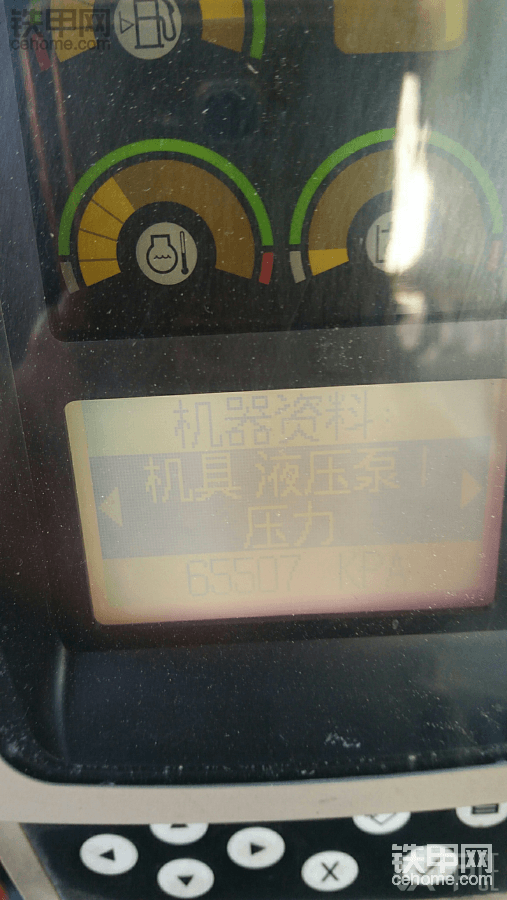 铁甲网
cehome.com
机器资料
机具 液压泵 1
压力
65507 KPA
X
铁甲网
cehome.com